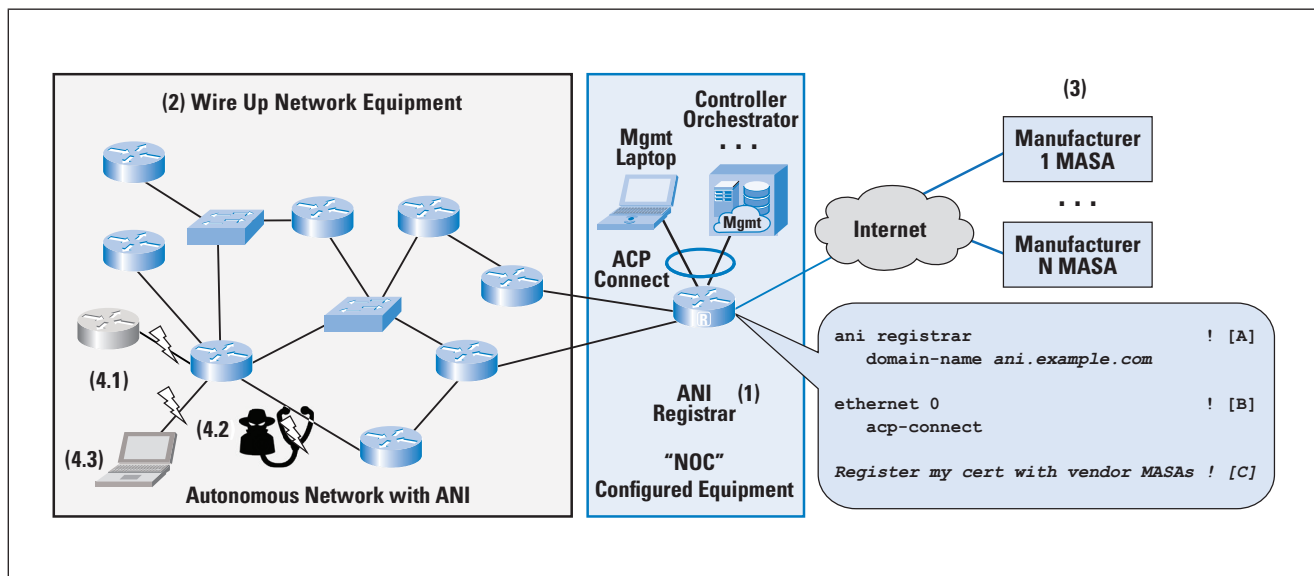 (2) Wire Up Network Equipment
(4.1)
(4.2)
(4.3)
Autonomous Network with ANI
Controller
Orchestrator
. . .
Mgmt
Laptop
Mgmt
ACP
Connect
R
ANI (1)
Registrar
“NOC”
Configured Equipment
Internet
(3)
Manufacturer
1 MASA
. . .
Manufacturer
N MASA
ani registrar ! [A]
domain-name ani.example.com
ethernet 0 ! [B]
acp-connect
Register my cert with vendor MASAs ! [C]